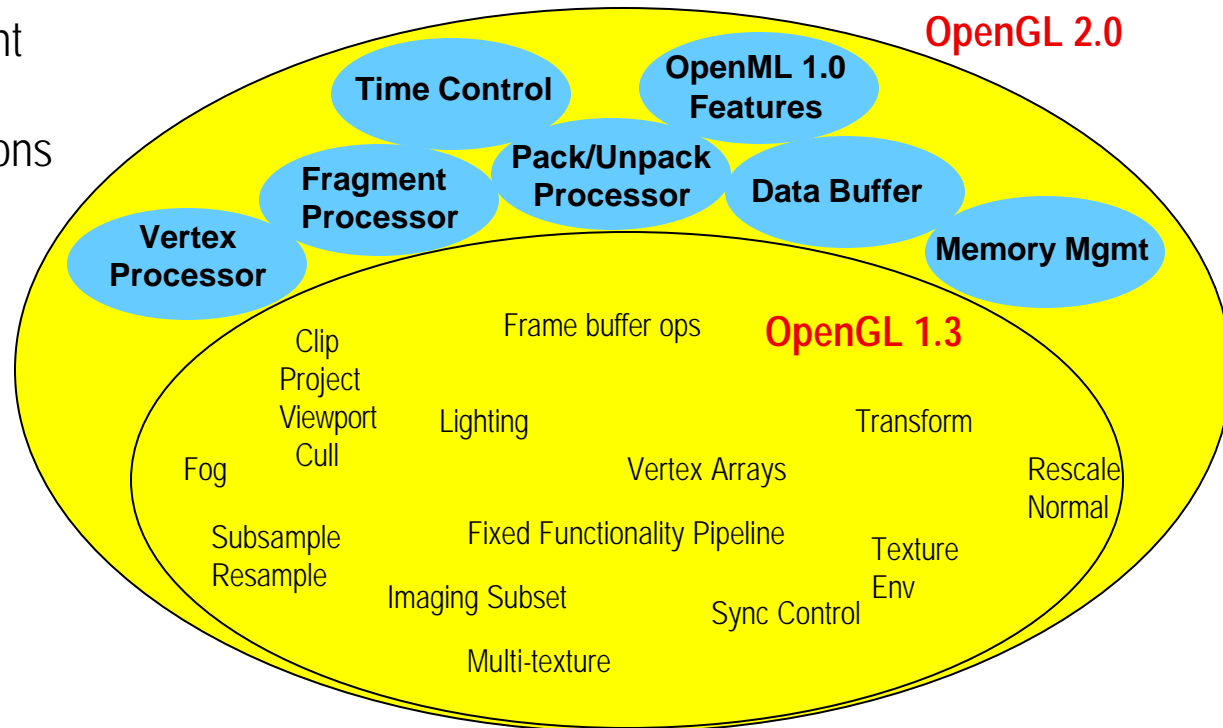 nt
ons
OpenGL 2.0
Time Control
OpenML 1.0
Features
Pack/Unpack
Processor
Fragment
Processor
Data Buffer
Vertex
Processor
Memory Mgmt
Frame buffer ops
OpenGL 1.3
Clip
Project
Viewport
Cull
Lighting
Transform
Fog
Vertex Arrays
Rescale
Normal
Subsample
Resample
Fixed Functionality Pipeline
Texture
Env
Imaging Subset
Sync Control
Multi-texture